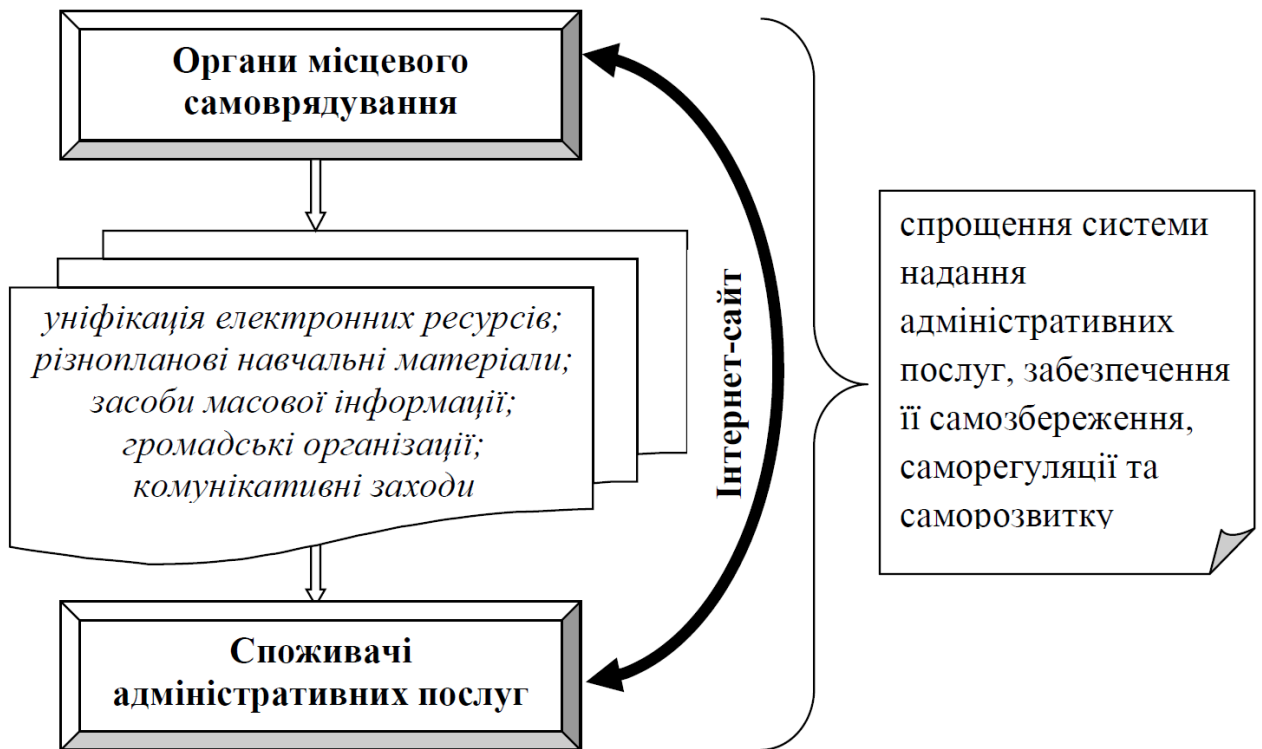 Органи місцевого
самоврядування
уніфікація електронних ресурсів;
різнопланові навчальні матеріали;
засоби масової інформації;
громадські організації;
комунікативні заходи
Споживачі
адміністративних послуг
Інтернет-сайт
спрощення системи
надання
адміністративних
послуг, забезпечення
її самозбереження,
саморегуляції та
саморозвитку